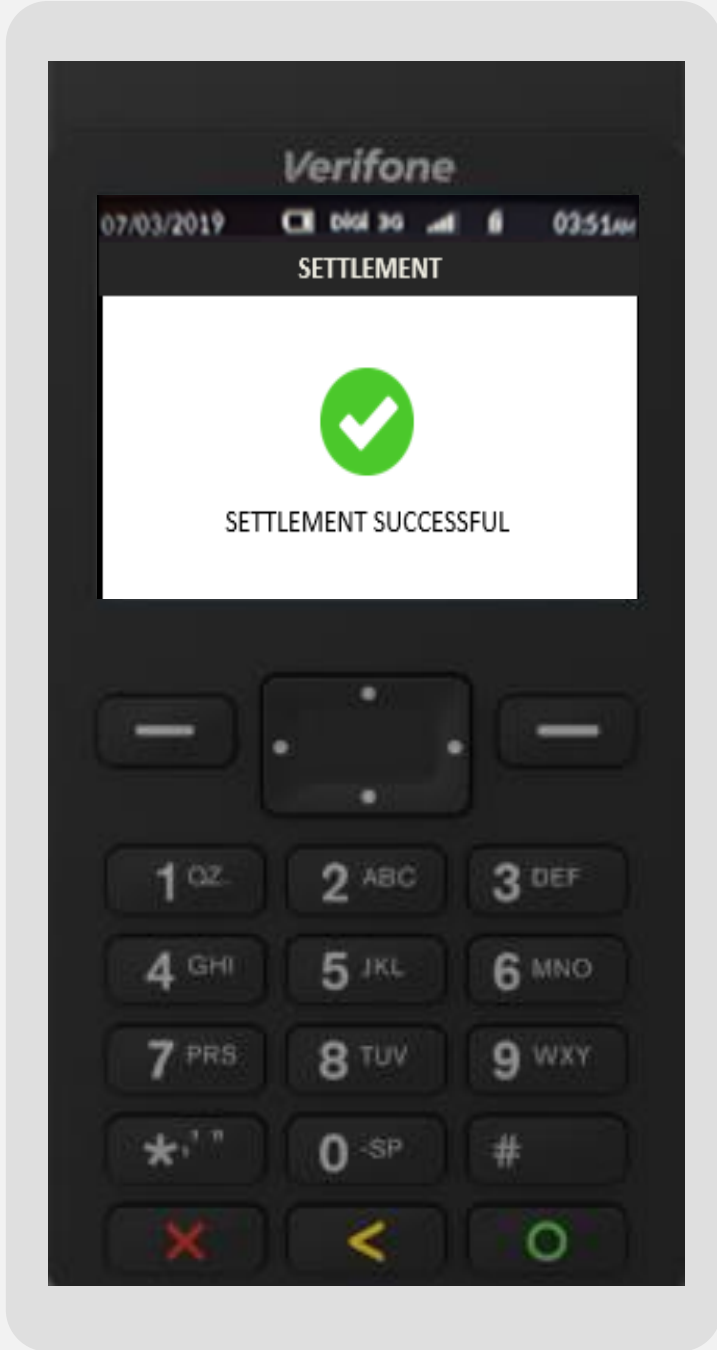 Verifone
07/03/2019 DiGi 3G 03:51AM
SETTLEMENT
SETTLEMENT SUCCESSFUL
1 QZ. 2 ABC 3 DEF
4 GHI 5 JKL 6 MNO
7 PRS 8 TUV 9 WXY
*,'" 0 -SP #